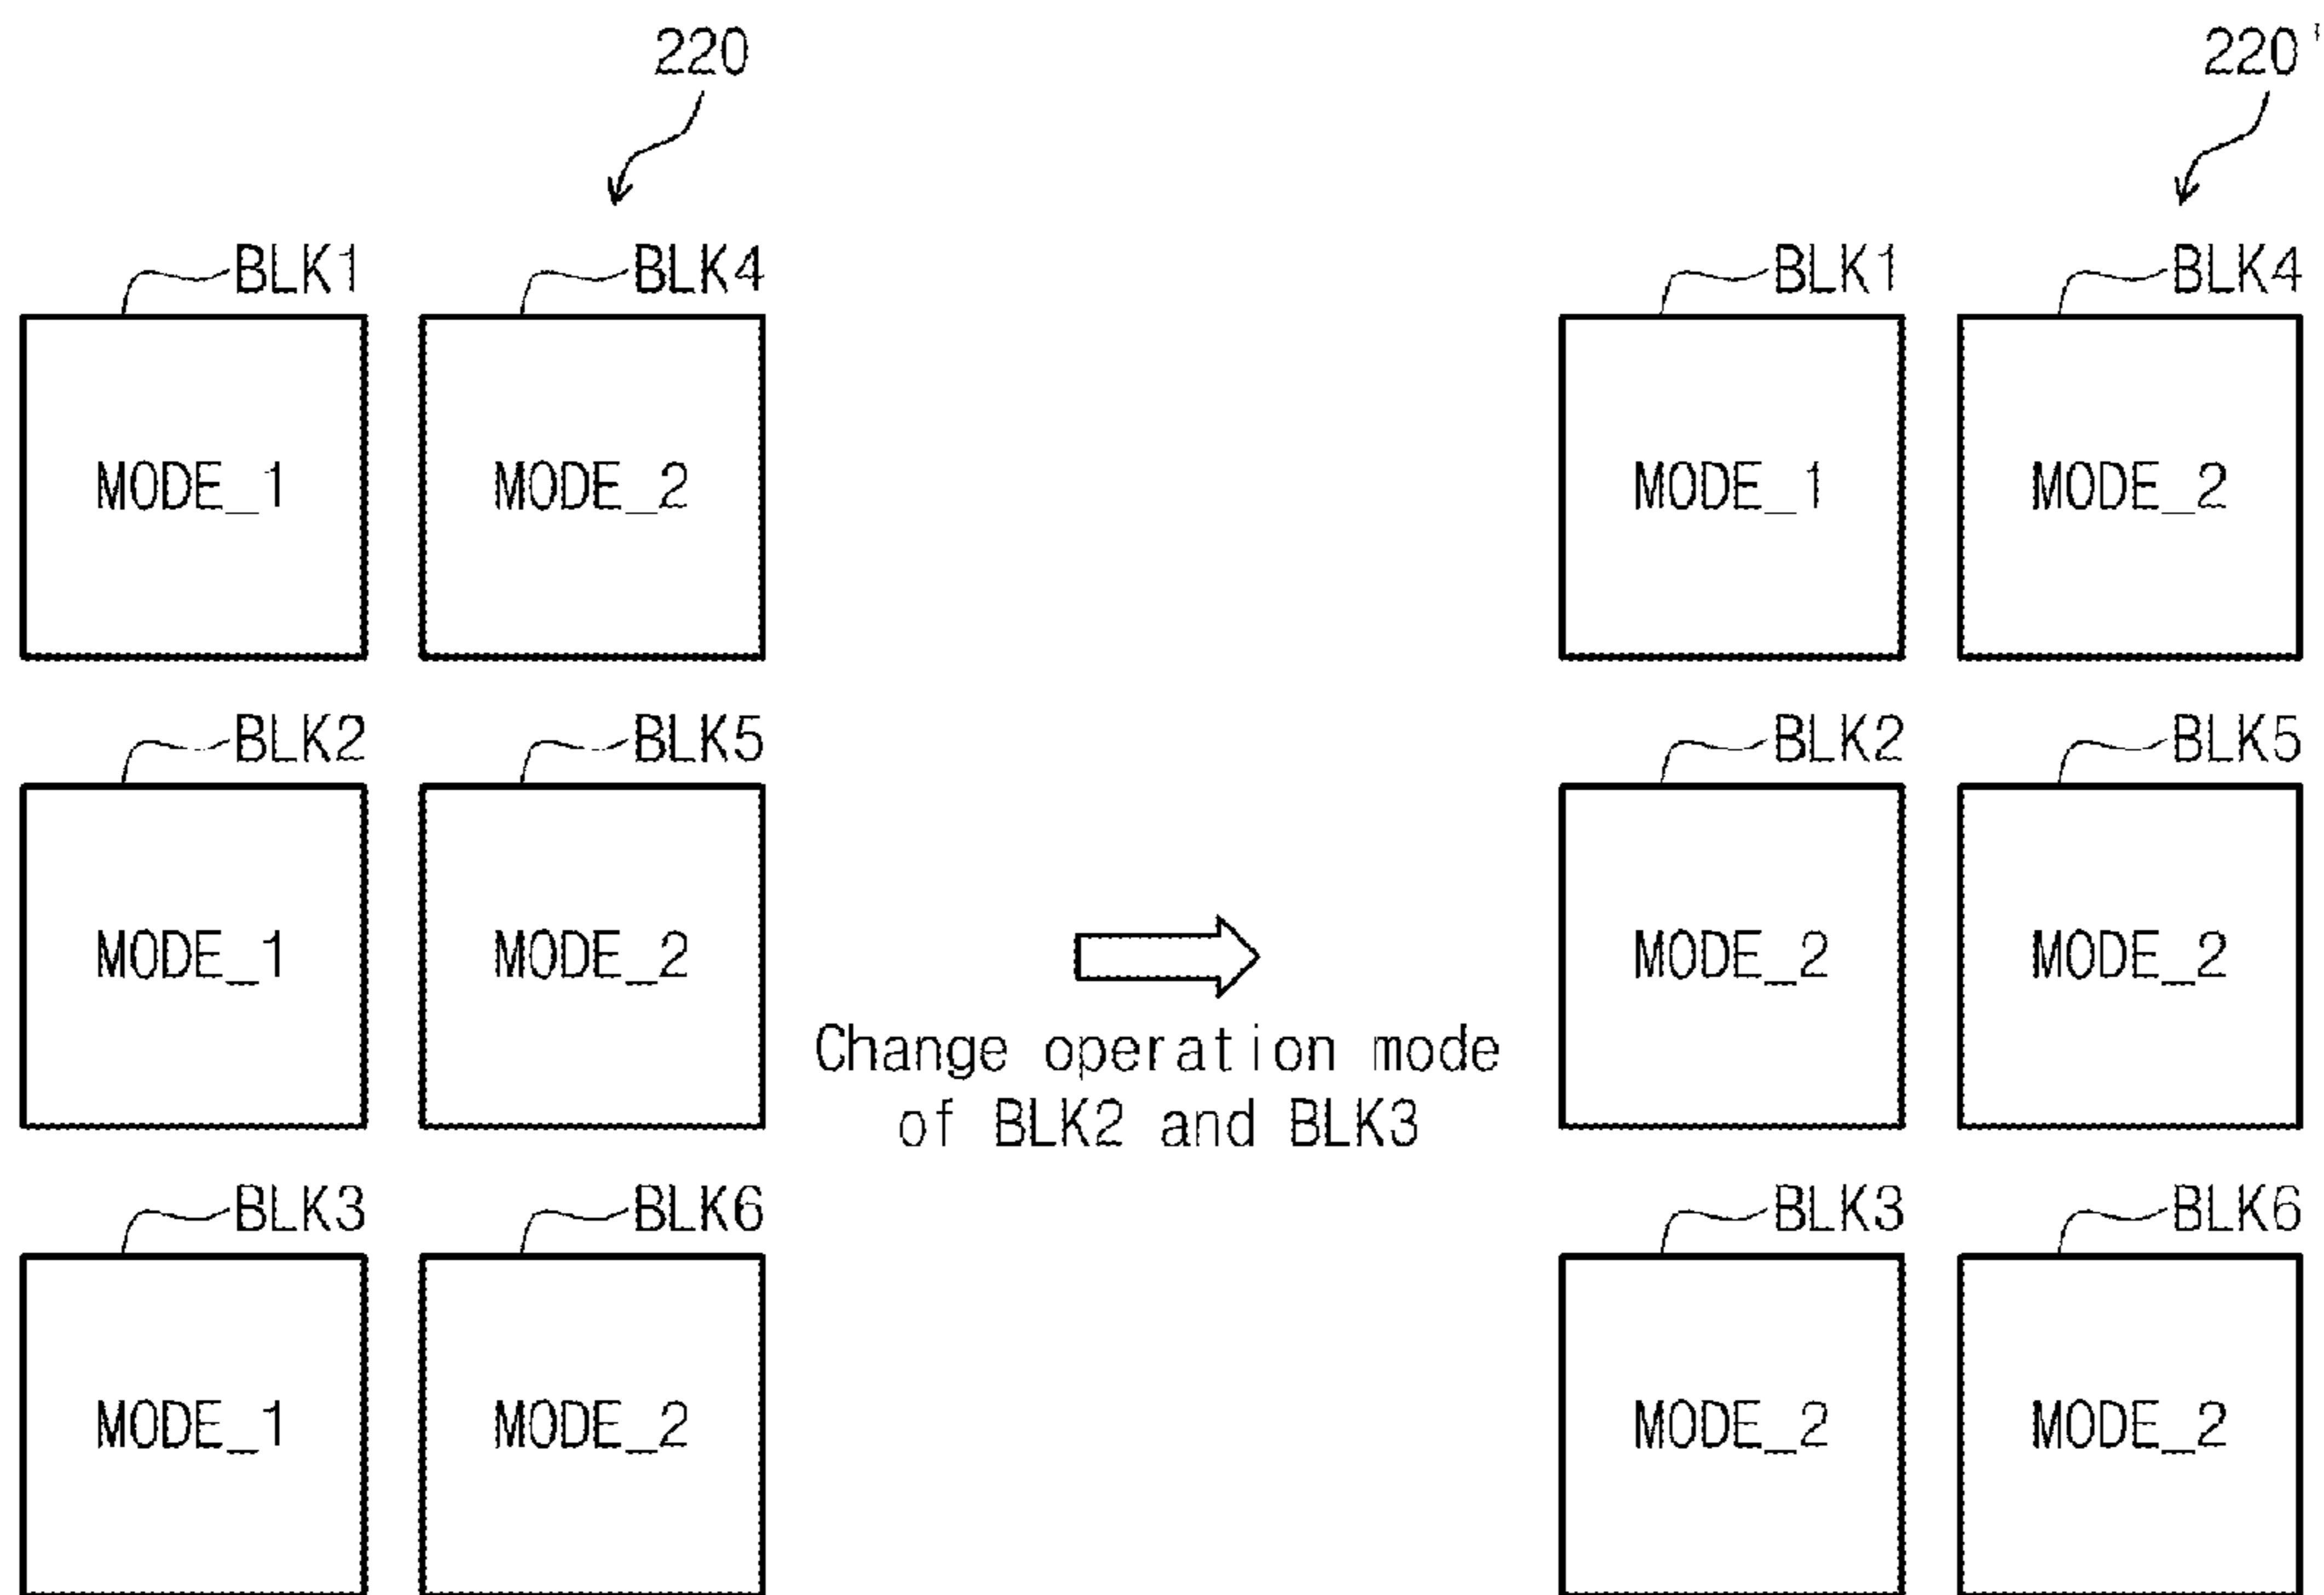 220
220'
BLK1
BLK4
BLK1
BLK4
MODE_1
MODE_2
MODE_1
MODE_2
BLK2
BLK5
BLK2
BLK5
MODE_1
MODE_2
MODE_2
MODE_2
Change operation mode
of BLK2 and BLK3
BLK3
BLK6
BLK3
BLK6
MODE_1
MODE_2
MODE_2
MODE_2